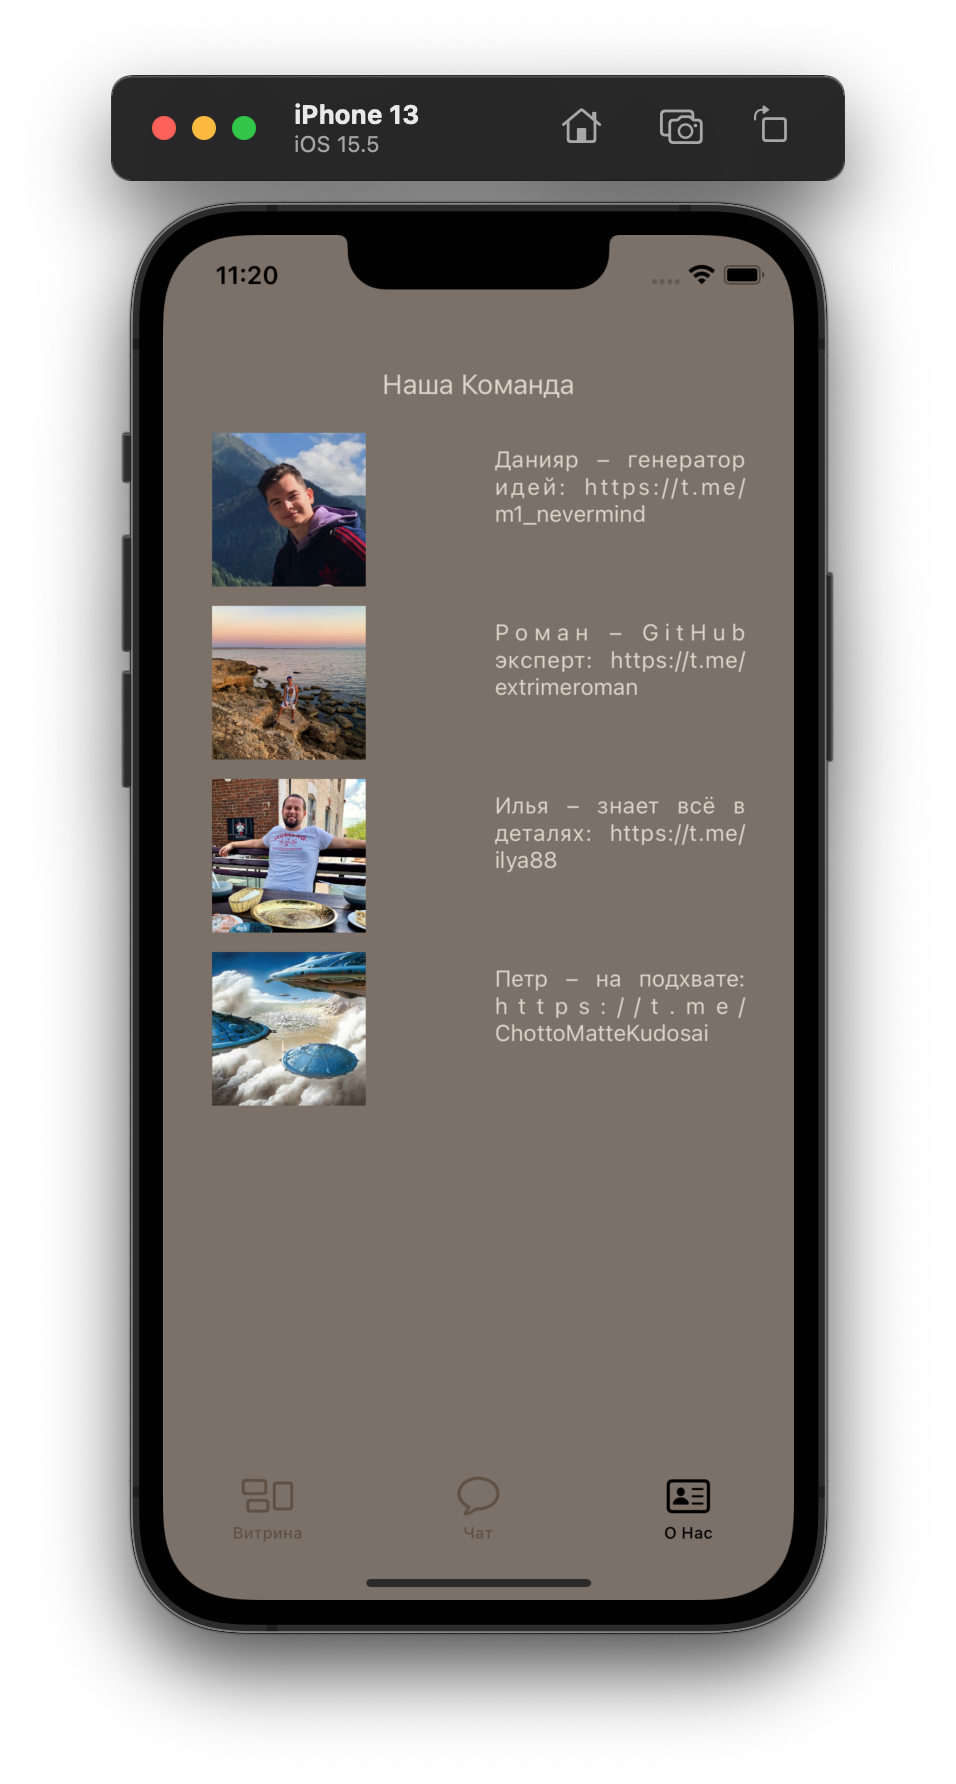 iPhone 13
iOS 15.5
11:20
Наша Команда
Данияр – генератор
идей: https://t.me/
m1_nevermind
Роман – GitHub
эксперт: https://t.me/
extrimeroman
Илья – знает всё в
деталях: https://t.me/
ilya88
Петр – на подхвате:
https://t.me/
ChottoMatteKudosai
Витрина
Чат
О Нас